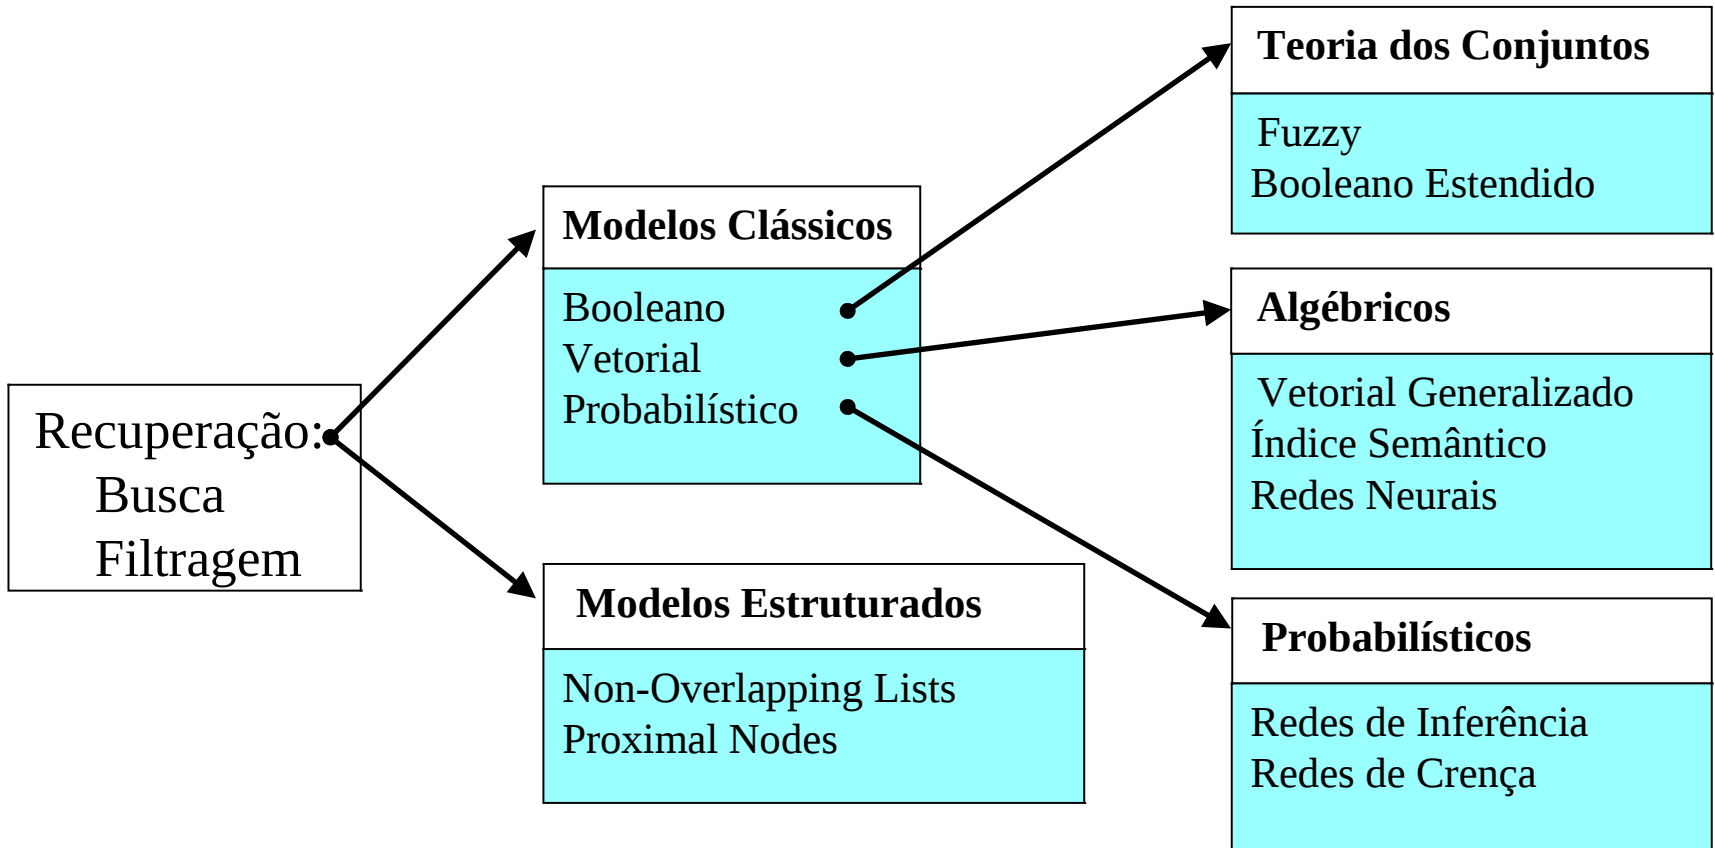 Recuperação:
Busca
Filtragem
Modelos Clássicos
Booleano
Vetorial
Probabilístico
Modelos Estruturados
Non-Overlapping Lists
Proximal Nodes
Teoria dos Conjuntos
Fuzzy
Booleano Estendido
Algébricos
Vetorial Generalizado
Índice Semântico
Redes Neurais
Probabilísticos
Redes de Inferência
Redes de Crença